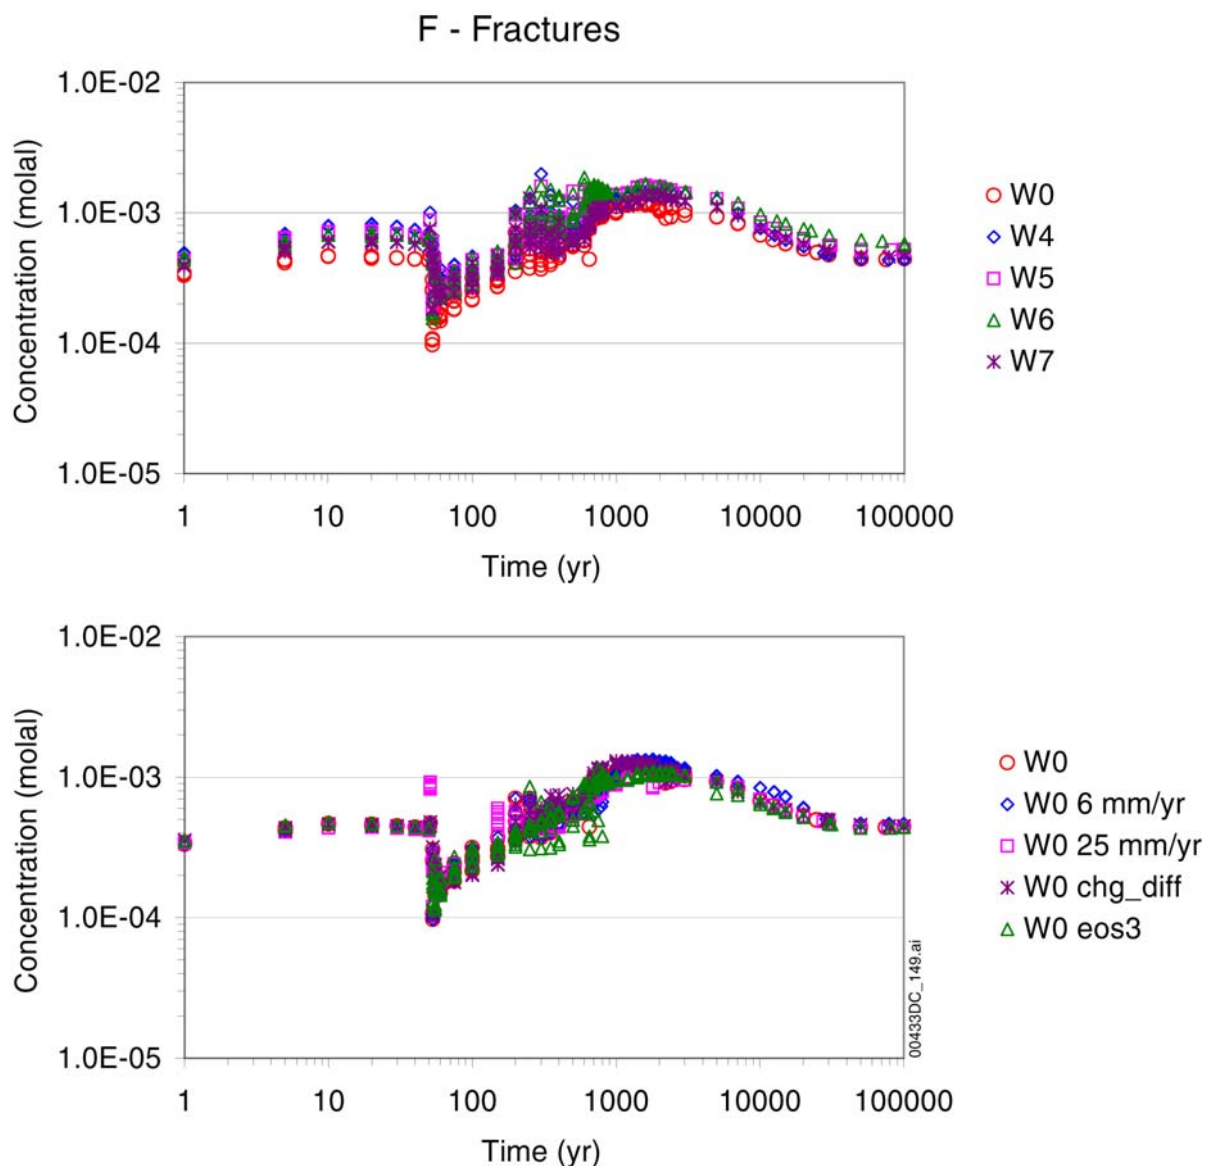 F - Fractures
1.0E-02
1.0E-03
1.0E-04
1.0E-05
Concentration (molal)
1 10 100 1000 10000 100000
Time (yr)
W0
W4
W5
W6
W7
1.0E-02
1.0E-03
1.0E-04
1.0E-05
Concentration (molal)
1 10 100 1000 10000 100000
Time (yr)
W0
W0 6 mm/yr
W0 25 mm/yr
W0 chg_diff
W0 eos3
00433DC_149.ai